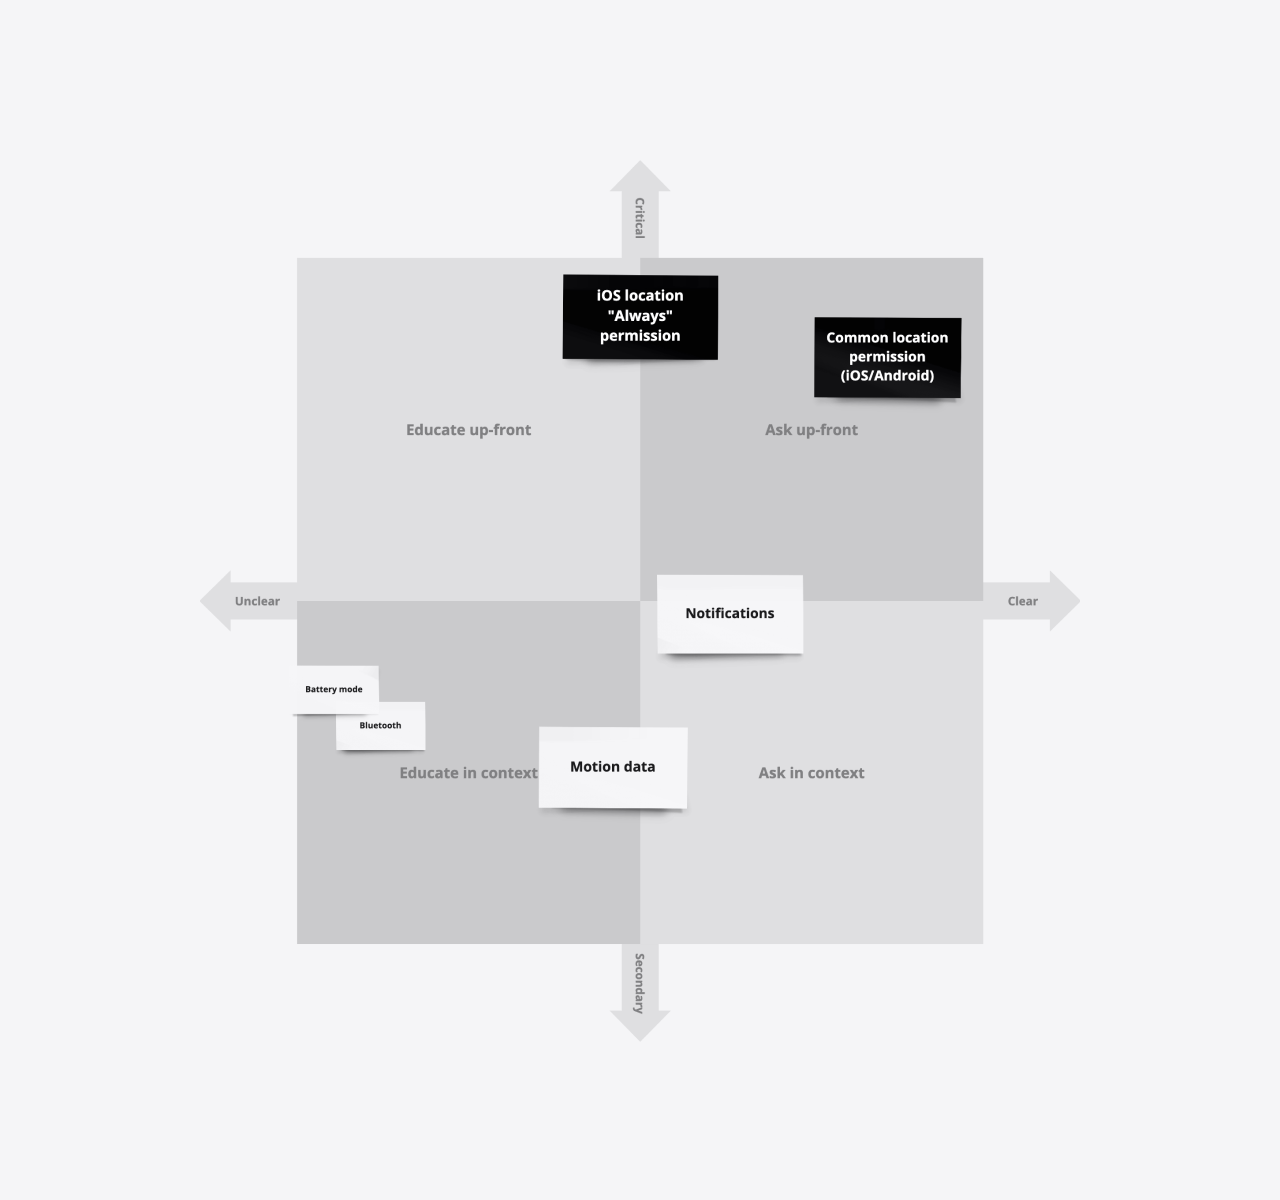 Critical
iOS location
"Always"
permission
Common location
permission
(iOS/Android)
Educate up-front
Ask up-front
Unclear
Clear
Notifications
Battery mode
Bluetooth
Motion data
Educate in context
Ask in context
Secondary